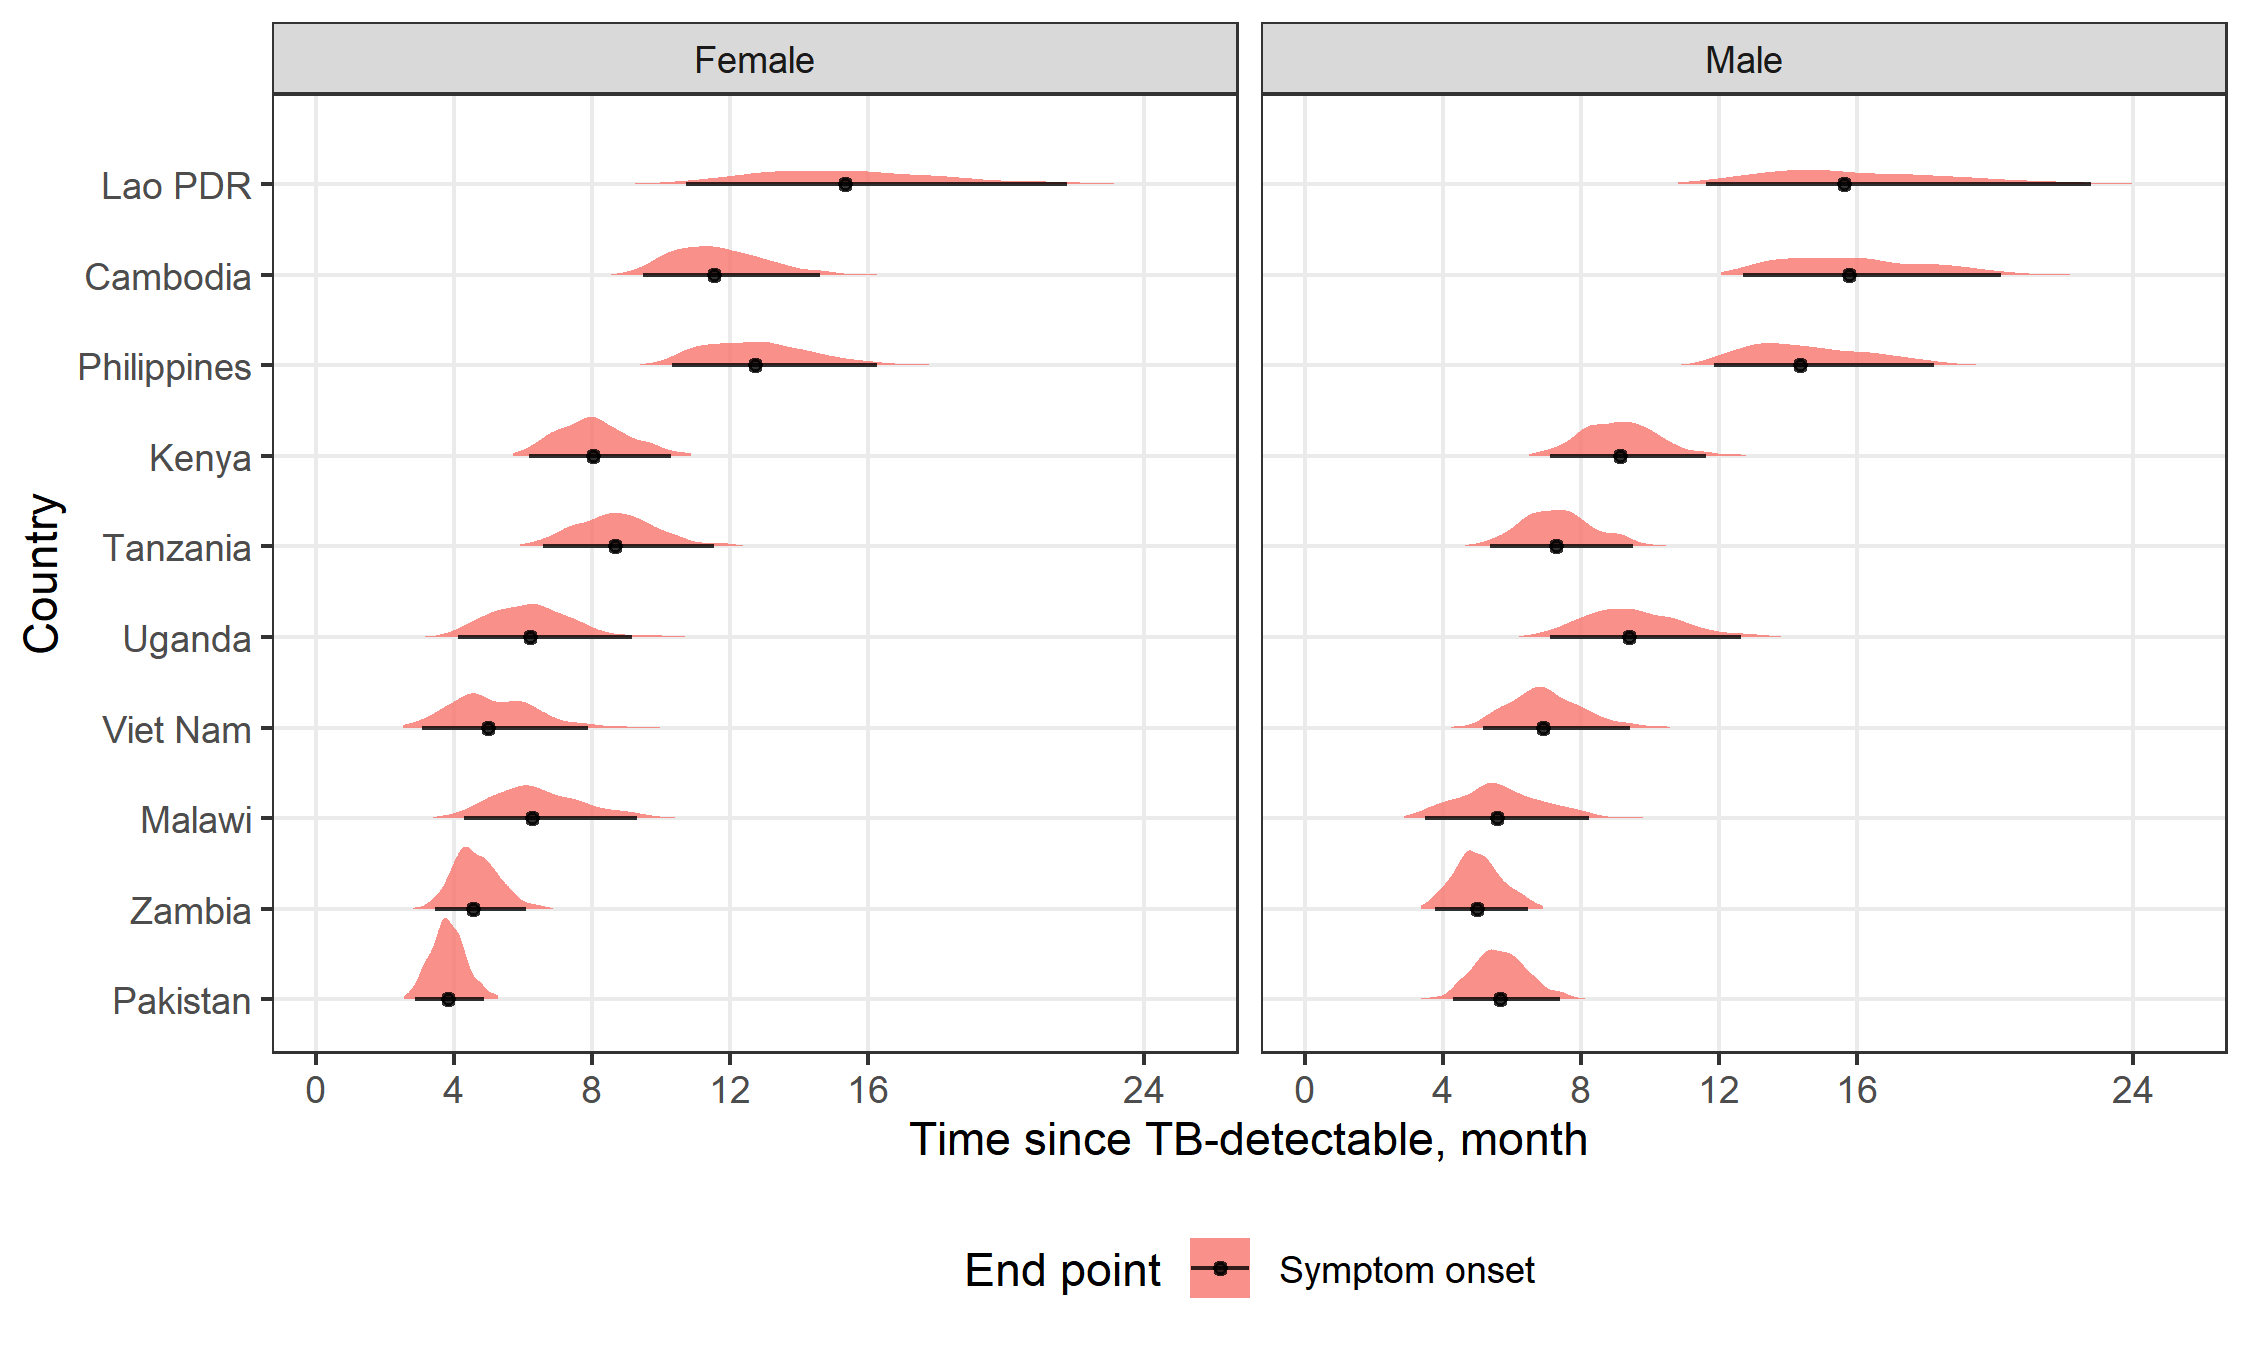 Female
Male
Lao PDR
Cambodia
Philippines
Kenya
Tanzania
Uganda
Viet Nam
Malawi
Zambia
Pakistan
Country
0 4 8 12 16 24
0 4 8 12 16 24
Time since TB-detectable, month
End point
Symptom onset